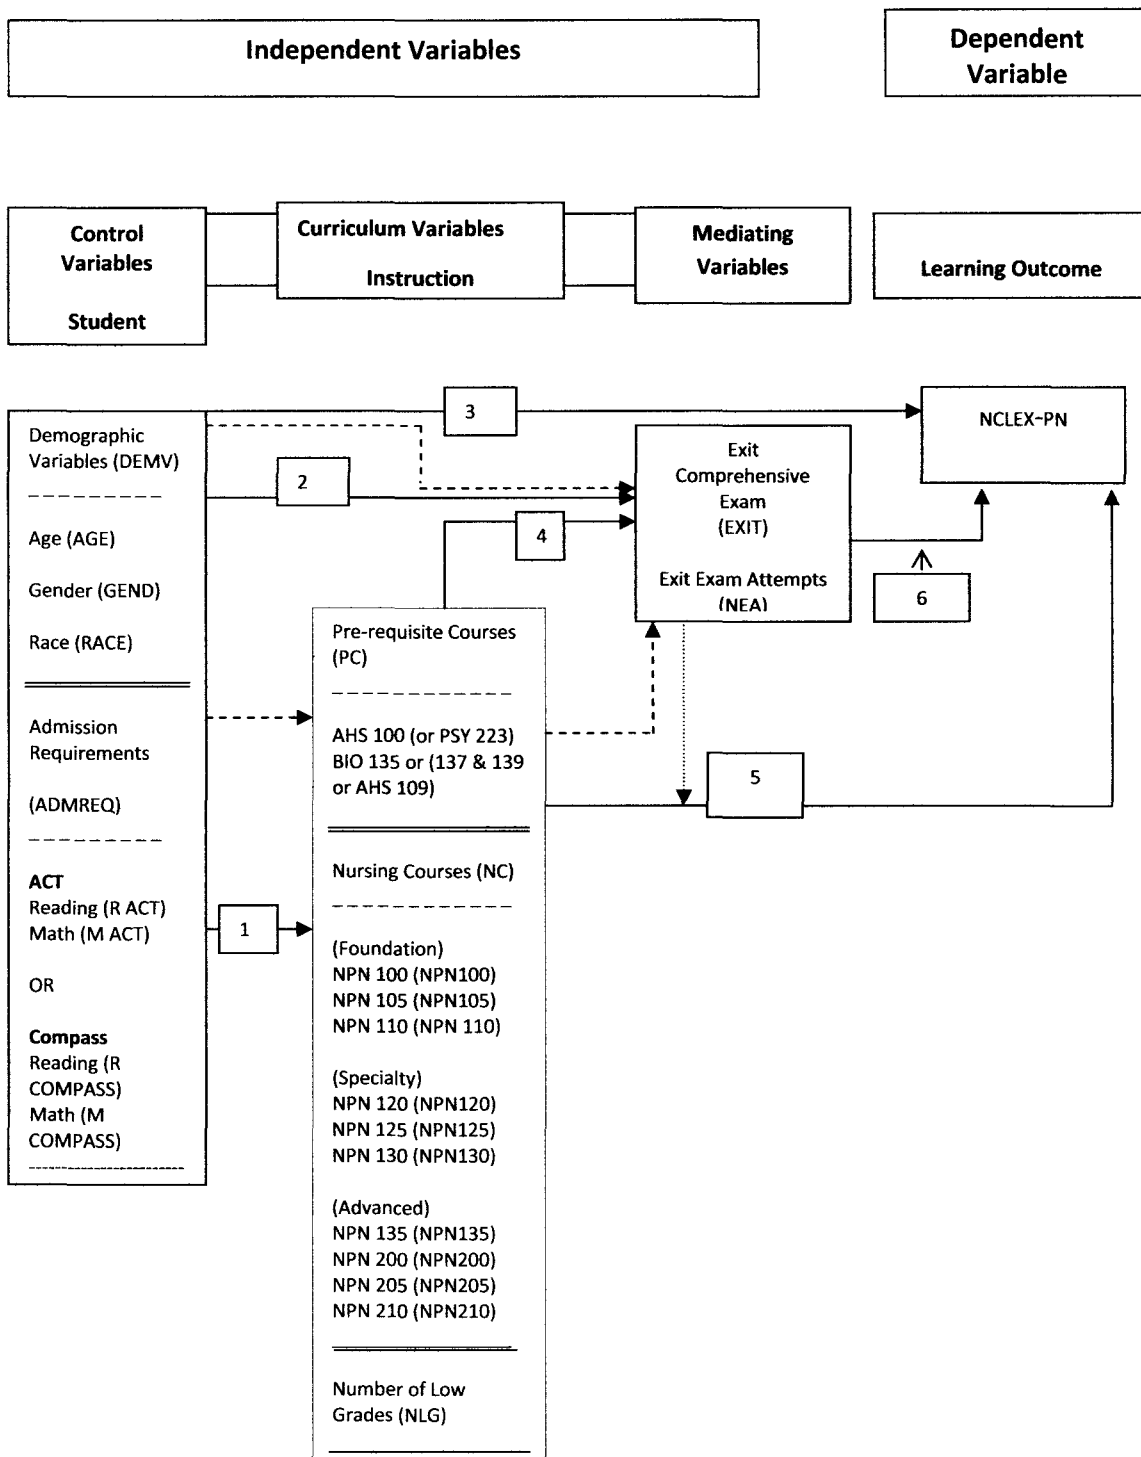 Independent Variables
Dependent
Variable
Control
Variables
Student
Curriculum Variables
Instruction
Mediating
Variables
Learning Outcome
Demographic
Variables (DEMV)
Age (AGE)
Gender (GEND)
Race (RACE)
Admission
Requirements
(ADMREQ)
ACT
Reading (R ACT)
Math (M ACT)
OR
Compass
Reading (R
COMPASS)
Math (M
COMPASS)
3
2
4
1
Pre-requisite Courses
(PC)
AHS 100 (or PSY 223)
BIO 135 or (137 & 139
or AHS 109)
Nursing Courses (NC)
(Foundation)
NPN 100 (NPN100)
NPN 105 (NPN105)
NPN 110 (NPN 110)
(Specialty)
NPN 120 (NPN120)
NPN 125 (NPN125)
NPN 130 (NPN130)
(Advanced)
NPN 135 (NPN135)
NPN 200 (NPN200)
NPN 205 (NPN205)
NPN 210 (NPN210)
Number of Low
Grades (NLG)
Exit
Comprehensive
Exam
(EXIT)
Exit Exam Attempts
(NEA)
NCLEX-PN
6
5